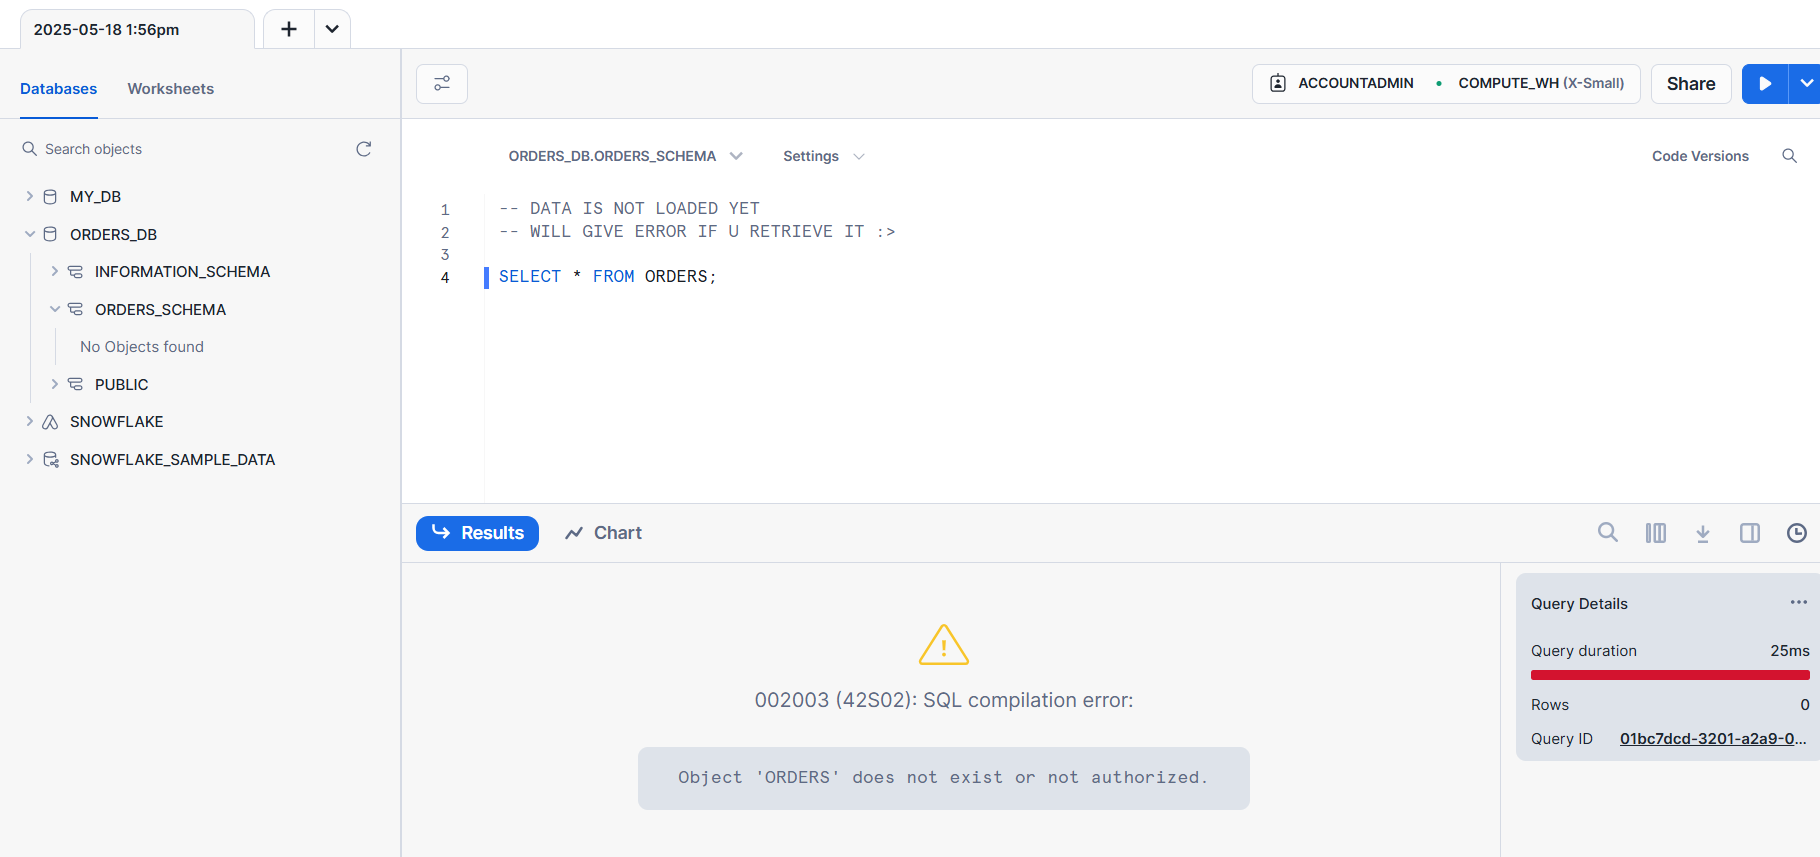 2025-05-18 1:56pm
Databases
Worksheets
ACCOUNTADMIN
COMPUTE_WH (X-Small)
Share
Search objects
MY_DB
ORDERS_DB
INFORMATION_SCHEMA
ORDERS_SCHEMA
No Objects found
PUBLIC
SNOWFLAKE
SNOWFLAKE_SAMPLE_DATA
ORDERS_DB.ORDERS_SCHEMA
Settings
Code Versions
1 -- DATA IS NOT LOADED YET
2 -- WILL GIVE ERROR IF U RETRIEVE IT :>
3
4 SELECT * FROM ORDERS;
Results
Chart
002003 (42S02): SQL compilation error:
Object 'ORDERS' does not exist or not authorized.
Query Details
...
Query duration 25ms
Rows 0
Query ID 01bc7dcd-3201-a2a9-0...